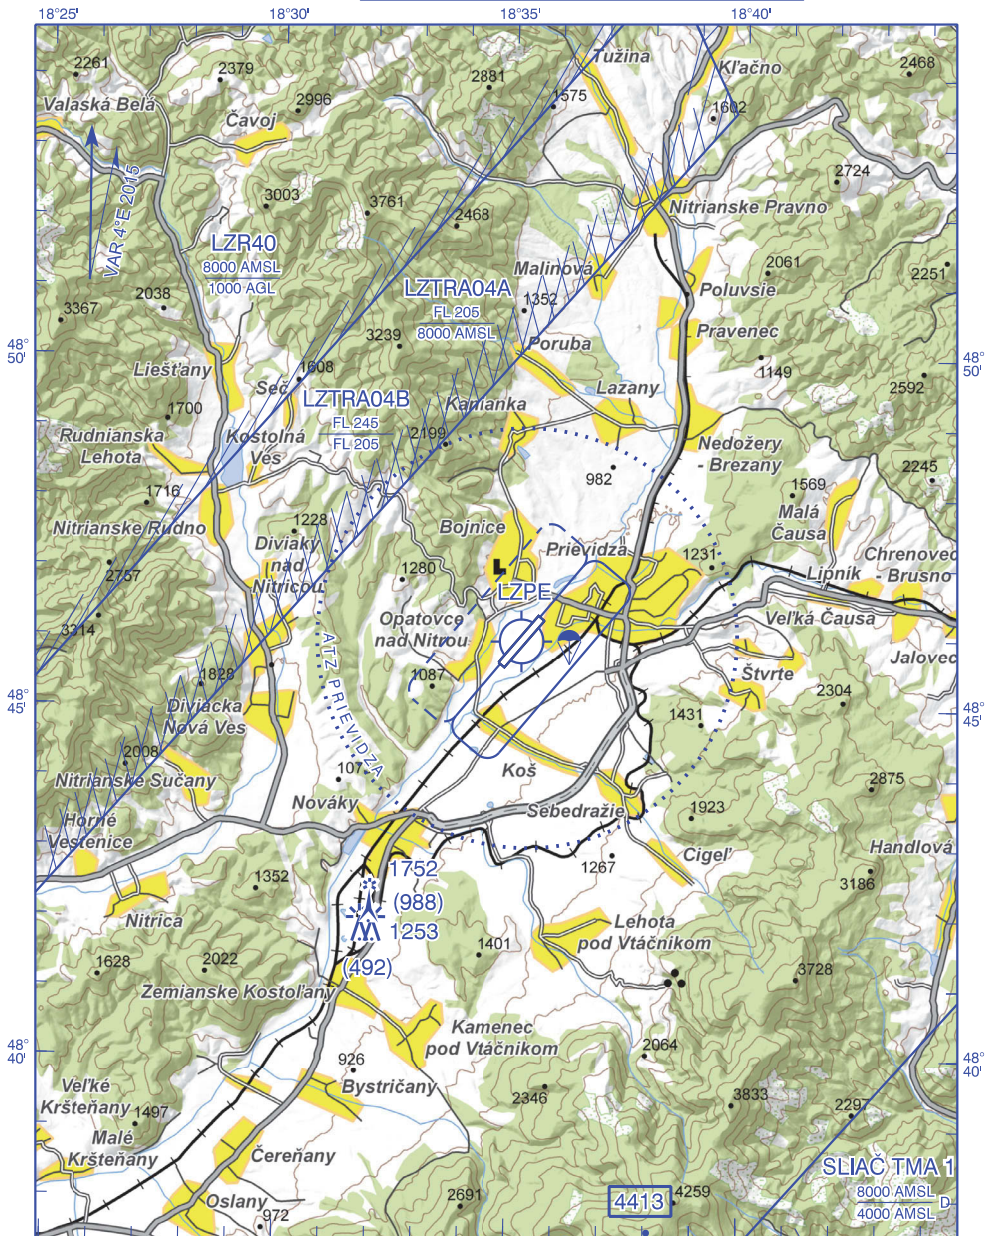 18°25'
18°30'
18°35'
18°40'
Tužina
Kľačno
2261
2379
2881
2468
Valaská Belá
2996
1575
1602
Čavoj
VAR 4°E 2015
3003
3761
2468
2724
Nitrianske Pravno
LZR40
8000 AMSL
1000 AGL
Malinová
2061
2251
LZTRA04A
FL 205
8000 AMSL
Poluvsie
2038
1352
3367
Pravenec
3239
Poruba
48°
50'
48°
50'
1149
Liešťany
1608
Seč
Lazany
2592
LZTRA04B
FL 245
FL 205
Kanianka
1700
Rudnianska
Lehota
Kostolná
Ves
2199
Nedožery
- Brezany
982
2245
1716
1569
Malá
Čausa
Nitrianske Rudno
1228
Bojnice
Diviaky
nad
Nitricou
Prievidza
Chrenovec
- Brusno
2757
1280
1231
Lipník
LZPE
3314
Opatovce
nad Nitrou
Veľká Čausa
ATZ PRIEVIDZA
Jalovec
1828
1087
Štvrte
48°
45'
48°
45'
Diviacka
Nová Ves
1431
2304
2008
Nitrianske Sučany
107
Koš
2875
Nováky
Sebedražie
1923
Horné
Vestenice
Cigeľ
Handlová
1752
(988)
1253
(492)
1267
3186
1352
Nitrica
Lehota
pod Vtáčnikom
1401
1628
2022
3728
Zemianske Kostoľany
Kamenec
pod Vtáčnikom
48°
40'
48°
40'
926
2064
Bystričany
Veľké
Kršteňany
1497
2346
3833
2297
Malé
Kršteňany
Čereňany
SLIAČ TMA 1
8000 AMSL
4000 AMSL
D
Oslany
972
2691
4413
4259